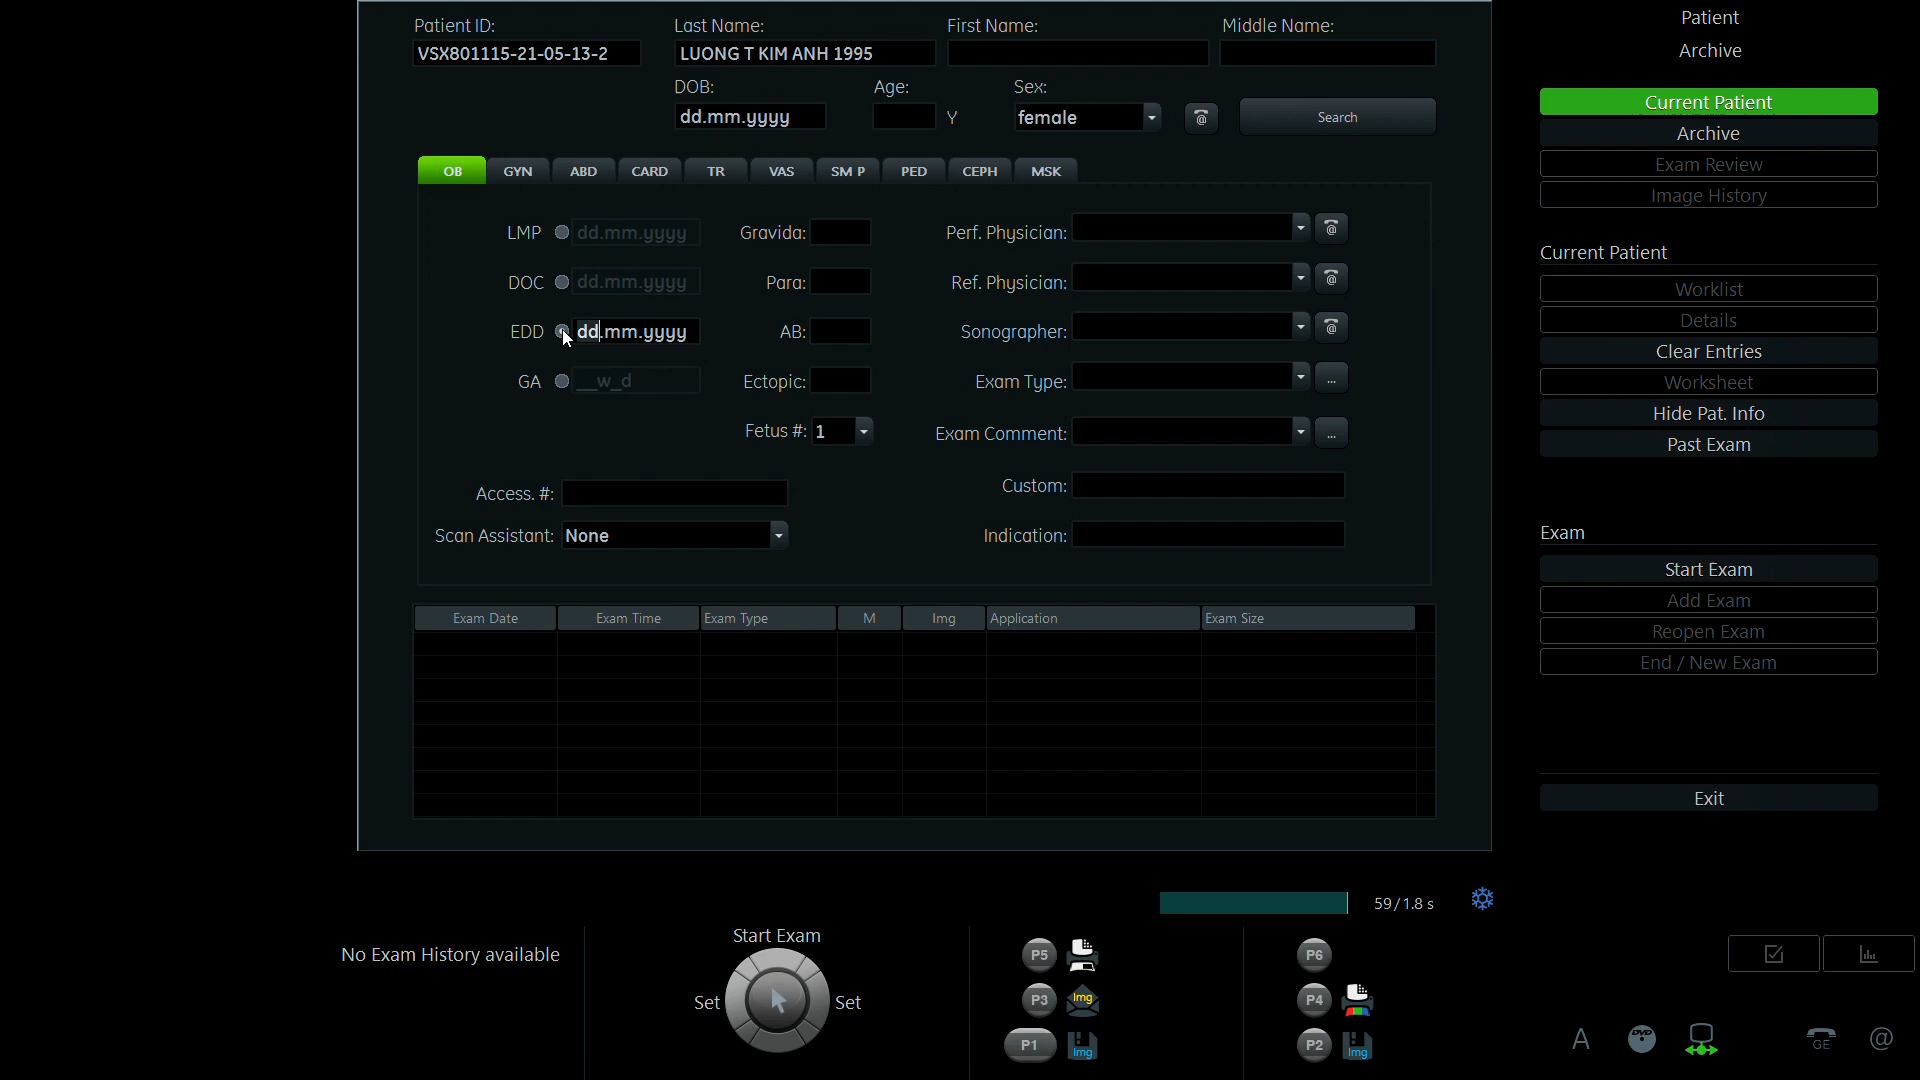 Patient ID: Last Name: First Name: Middle Name:
VSX801115-21-05-13-2 LUONG T KIM ANH 1995
DOB: Age: Sex:
dd.mm.yyyy Y female @ Search
OB GYN ABD CARD TR VAS SM P PED CEPH MSK
LMP dd.mm.yyyy Gravida: Perf. Physician: @
DOC dd.mm.yyyy Para: Ref. Physician: @
EDD dd.mm.yyyy AB: Sonographer: @
GA __w_d Ectopic: Exam Type: ...
Fetus #: 1 Exam Comment: ...
Custom:
Access. #:
Scan Assistant: None Indication:
Exam Date Exam Time Exam Type M Img Application Exam Size
Patient
Archive
Current Patient
Archive
Exam Review
Image History
Current Patient
Worklist
Details
Clear Entries
Worksheet
Hide Pat. Info
Past Exam
Exam
Start Exam
Add Exam
Reopen Exam
End / New Exam
Exit
59/1.8 s
No Exam History available
Start Exam
Set Set
P5 P6
P3 Img P4
P1 Img P2 Img
A DVD GE @